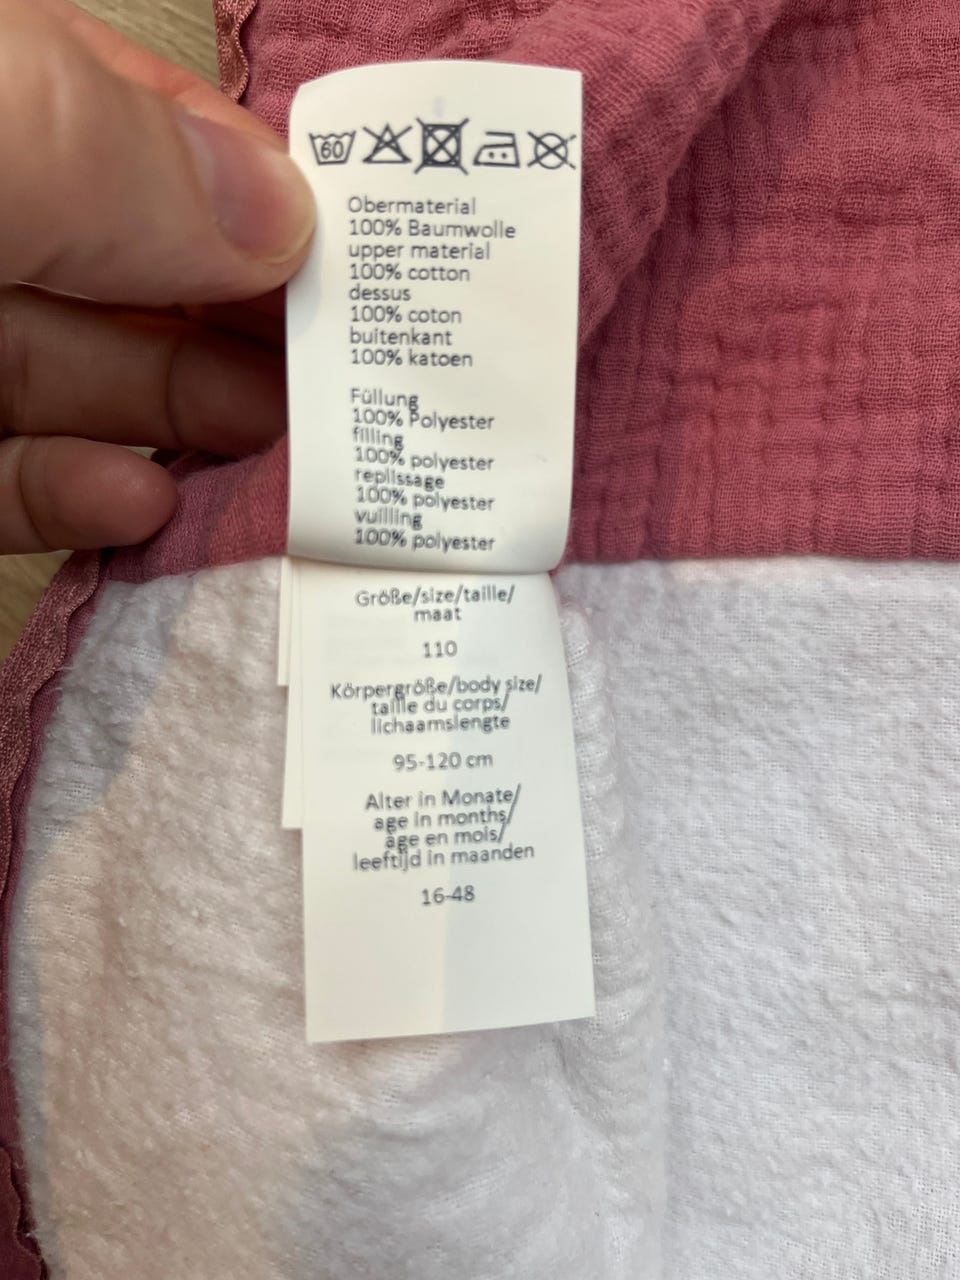 60
Obermaterial
100% Baumwolle
upper material
100% cotton
dessus
100% coton
buitenkant
100% katoen
Füllung
100% Polyester
filling
100% polyester
replissage
100% polyester
vuilling
100% polyester
Größe/size/taille/
maat
110
Körpergröße/body size/
taille du corps/
lichaamslengte
95-120 cm
Alter in Monate/
age in months/
âge en mois/
leeftijd in maanden
16-48